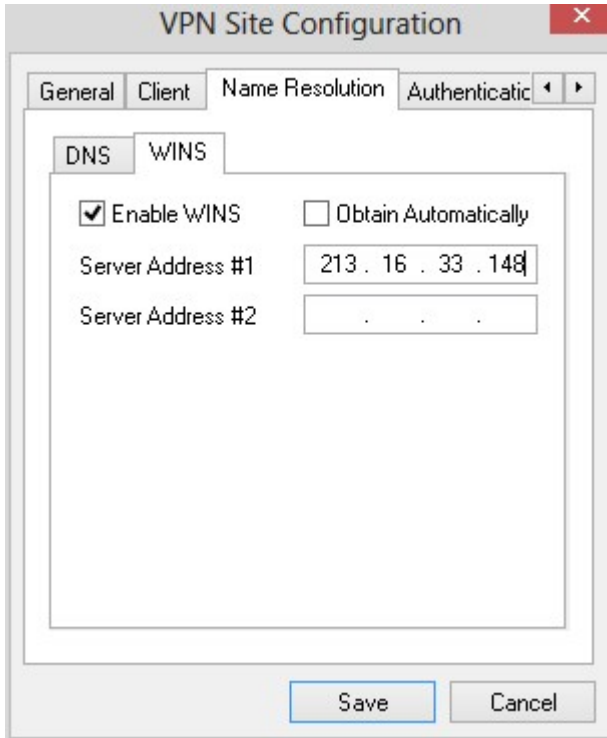 VPN Site Configuration
General Client Name Resolution Authenticatic
DNS WINS
Enable WINS Obtain Automatically
Server Address #1 213 . 16 . 33 . 148
Server Address #2 . . .
Save Cancel